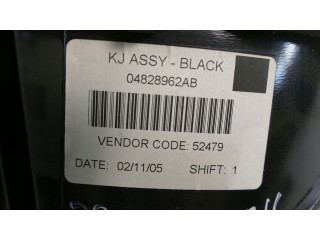 KJ ASSY - BLACK
04828962AB
VENDOR CODE: 52479
DATE: 02/11/05 SHIFT: 1